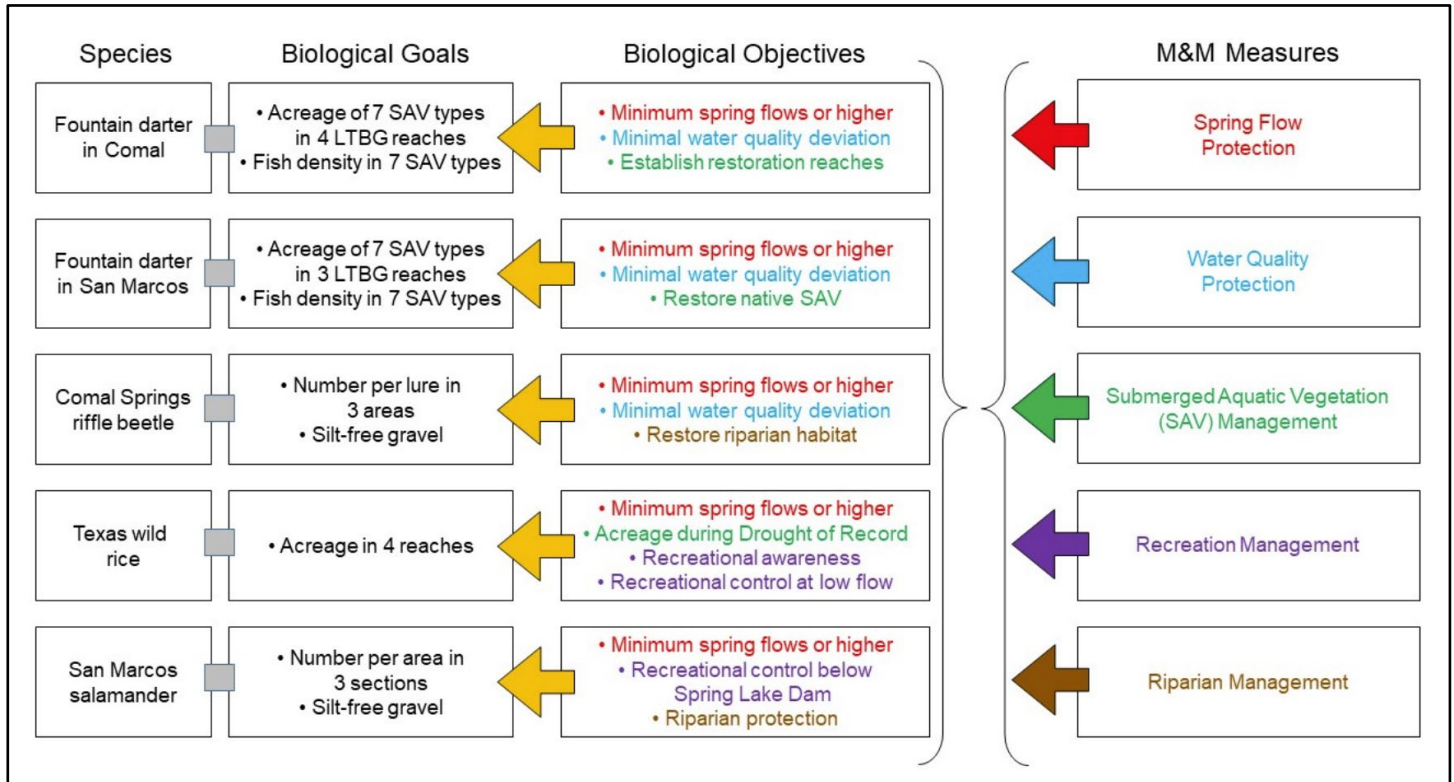 Species
Biological Goals
Biological Objectives
M&M Measures
Fountain darter
in Comal
• Acreage of 7 SAV types
in 4 LTBG reaches
• Fish density in 7 SAV types
• Minimum spring flows or higher
• Minimal water quality deviation
• Establish restoration reaches
Spring Flow
Protection
Fountain darter
in San Marcos
• Acreage of 7 SAV types
in 3 LTBG reaches
• Fish density in 7 SAV types
• Minimum spring flows or higher
• Minimal water quality deviation
• Restore native SAV
Water Quality
Protection
Comal Springs
riffle beetle
• Number per lure in
3 areas
• Silt-free gravel
• Minimum spring flows or higher
• Minimal water quality deviation
• Restore riparian habitat
Submerged Aquatic Vegetation
(SAV) Management
Texas wild
rice
• Acreage in 4 reaches
• Minimum spring flows or higher
• Acreage during Drought of Record
• Recreational awareness
• Recreational control at low flow
Recreation Management
San Marcos
salamander
• Number per area in
3 sections
• Silt-free gravel
• Minimum spring flows or higher
• Recreational control below
Spring Lake Dam
• Riparian protection
Riparian Management